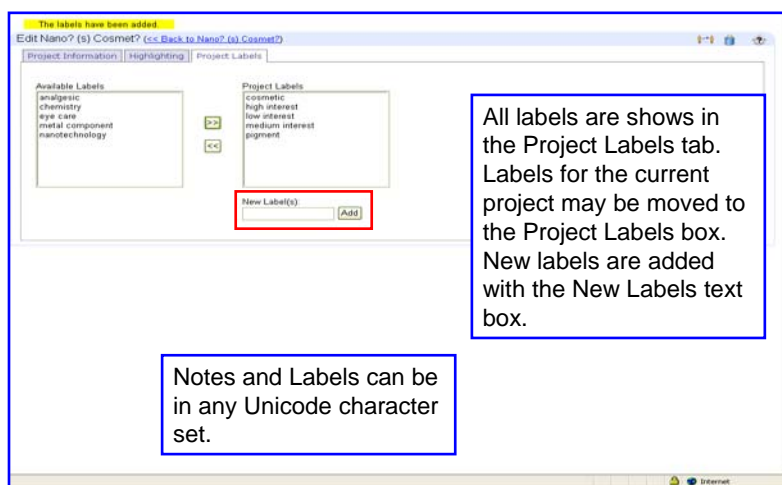 The labels have been added.
Edit Nano? (s) Cosmet? (<< Back to Nano? (s) Cosmet?)
Project Information Highlighting Project Labels
Available Labels
analgesic
chemistry
eye care
metal component
nanotechnology
>>
<<
Project Labels
cosmetic
high interest
low interest
medium interest
pigment
New Label(s):
Add
All labels are shows in
the Project Labels tab.
Labels for the current
project may be moved to
the Project Labels box.
New labels are added
with the New Labels text
box.
Notes and Labels can be
in any Unicode character
set.
Internet